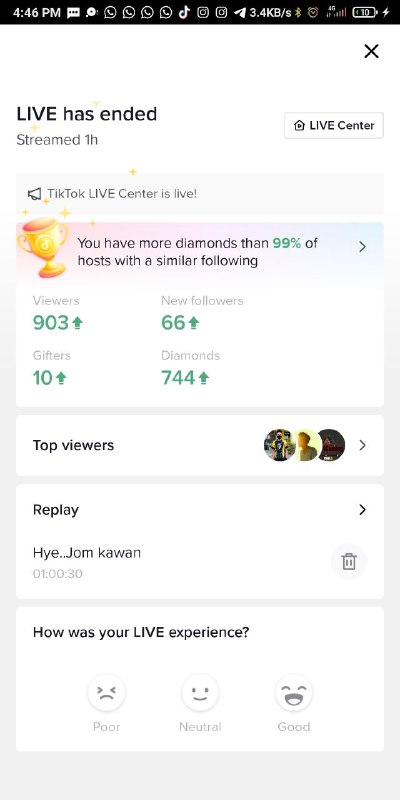 4:46 PM 3.4KB/s 4G 10
LIVE has ended
LIVE Center
Streamed 1h
TikTok LIVE Center is live!
You have more diamonds than 99% of
hosts with a similar following
Viewers New followers
903 66
Gifters Diamonds
10 744
Top viewers
Replay
Hye..Jom kawan
01:00:30
How was your LIVE experience?
Poor Neutral Good